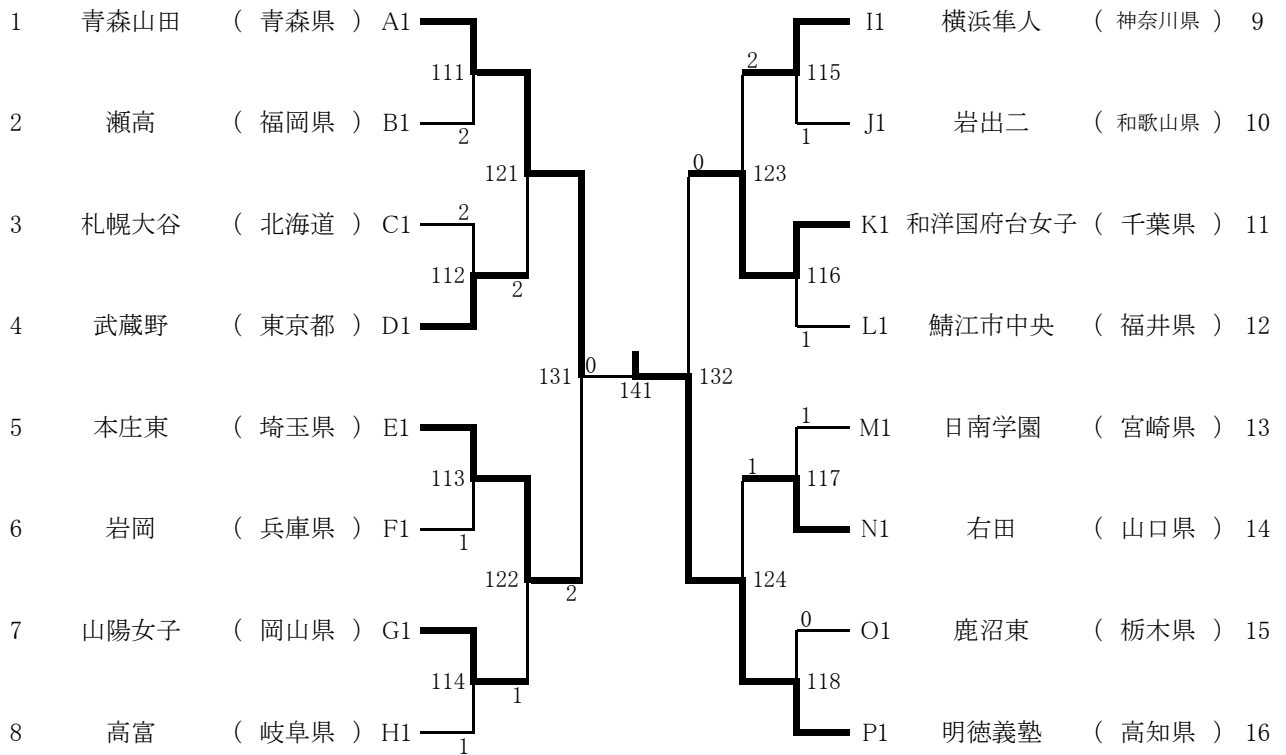 1 青森山田 ( 青森県 ) A1
111
2 瀬高 ( 福岡県 ) B1
2
121
3 札幌大谷 ( 北海道 ) C1
2
112
2
4 武蔵野 ( 東京都 ) D1
131
0
141
5 本庄東 ( 埼玉県 ) E1
113
6 岩岡 ( 兵庫県 ) F1
1
122
2
7 山陽女子 ( 岡山県 ) G1
114
1
8 高富 ( 岐阜県 ) H1
1
I1 横浜隼人 ( 神奈川県 ) 9
2
115
J1 岩出二 ( 和歌山県 ) 10
1
0
123
K1 和洋国府台女子 ( 千葉県 ) 11
116
L1 鯖江市中央 ( 福井県 ) 12
1
132
M1 日南学園 ( 宮崎県 ) 13
1
1
117
N1 右田 ( 山口県 ) 14
124
O1 鹿沼東 ( 栃木県 ) 15
0
118
P1 明徳義塾 ( 高知県 ) 16